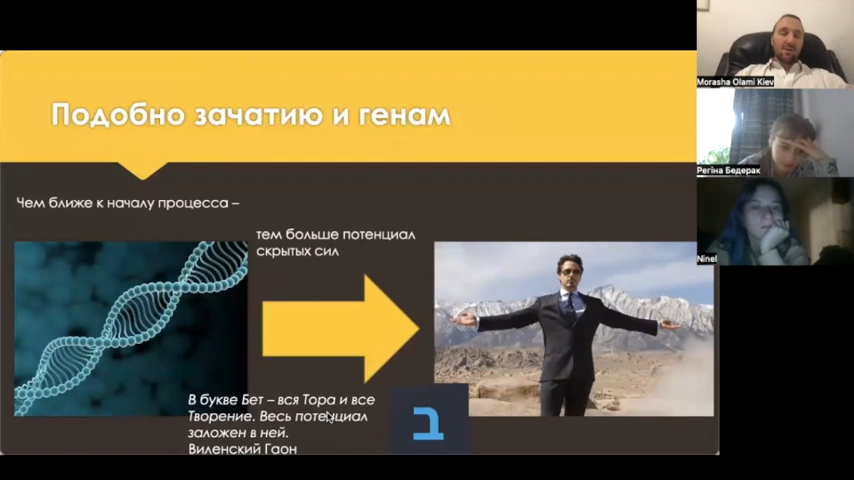 Подобно зачатию и генам
Чем ближе к началу процесса –
тем больше потенциал
скрытых сил
В букве Бет – вся Тора и все
Творение. Весь потенциал
заложен в ней.
Виленский Гаон
ב
Morasha Olami Kiev
Регіна Бедерак
Ninel